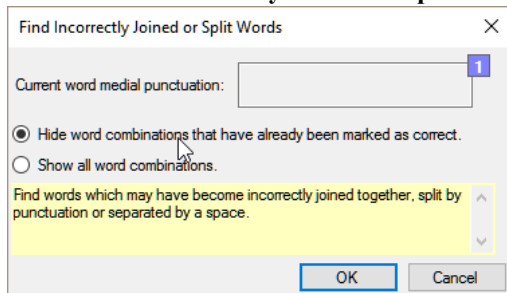 Find Incorrectly Joined or Split Words
Current word medial punctuation:
1
Hide word combinations that have already been marked as correct.
Show all word combinations.
Find words which may have become incorrectly joined together, split by
punctuation or separated by a space.
OK Cancel